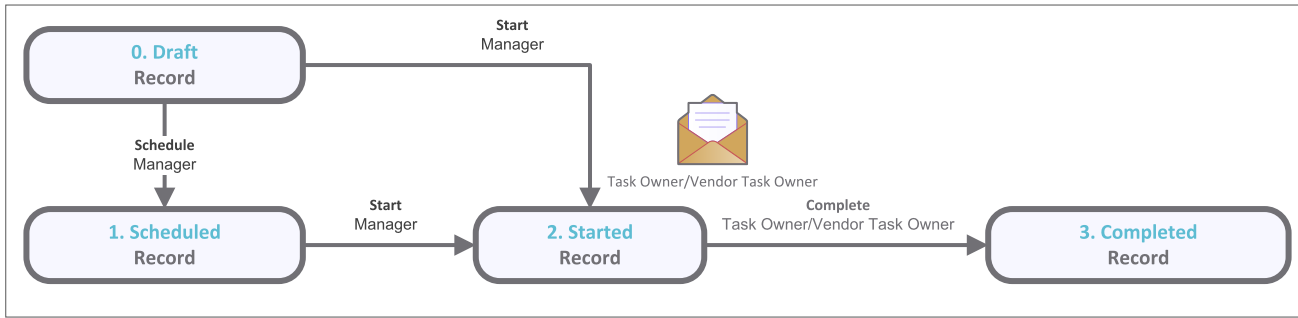 Start
Manager
0. Draft
Record
Schedule
Manager
Task Owner/Vendor Task Owner
Start
Manager
Complete
Task Owner/Vendor Task Owner
1. Scheduled
Record
2. Started
Record
3. Completed
Record